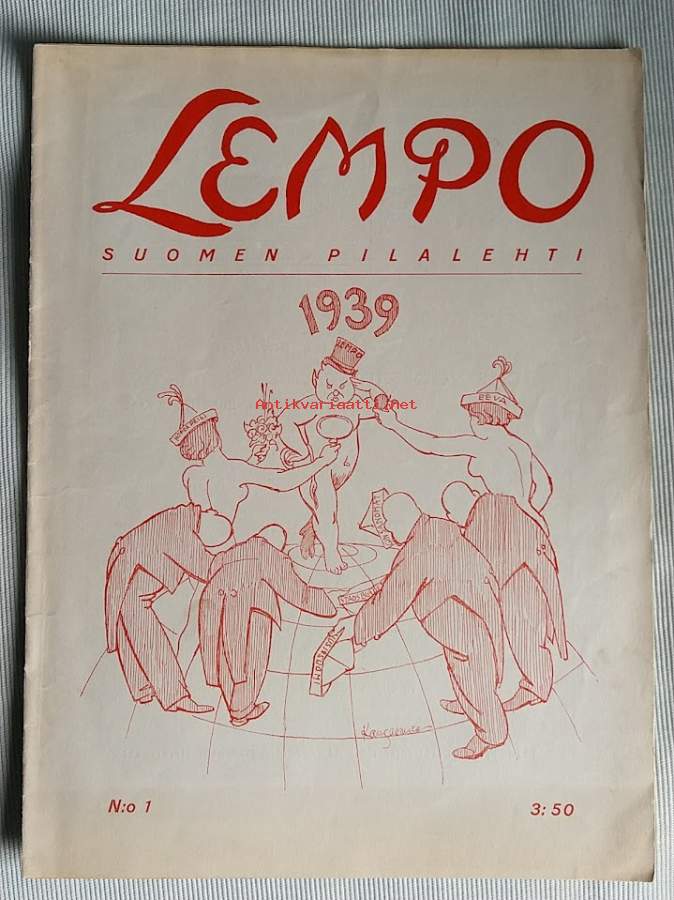 LEMPO
SUOMEN PILALEHTI
1939
LEMPO
EEVA
Antikvariaatti.net
N:o 1
3:50